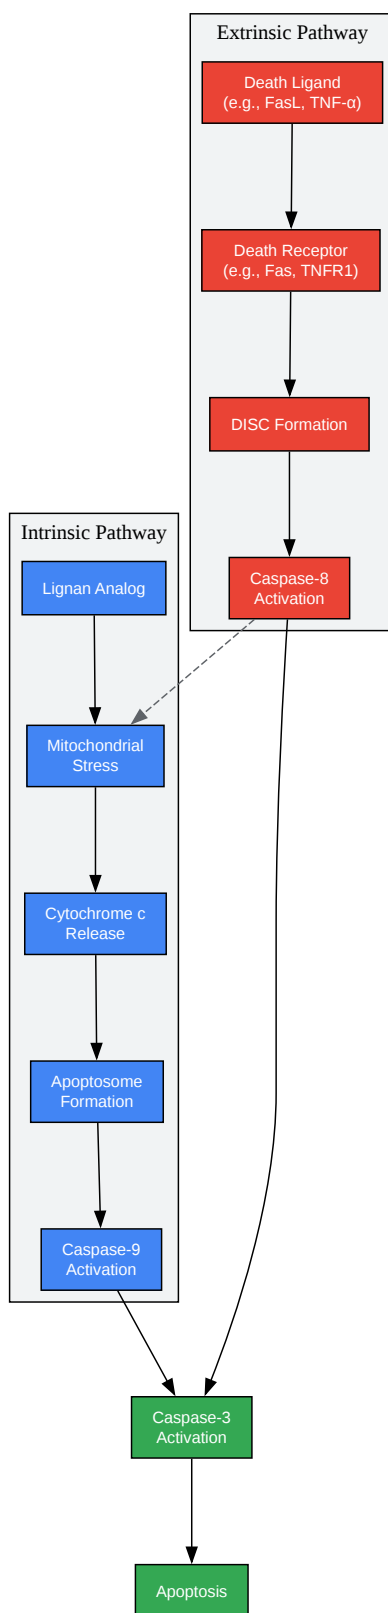 Extrinsic Pathway
Death Ligand
(e.g., FasL, TNF-α)
Death Receptor
(e.g., Fas, TNFR1)
DISC Formation
Caspase-8
Activation
Intrinsic Pathway
Lignan Analog
Mitochondrial
Stress
Cytochrome c
Release
Apoptosome
Formation
Caspase-9
Activation
Caspase-3
Activation
Apoptosis